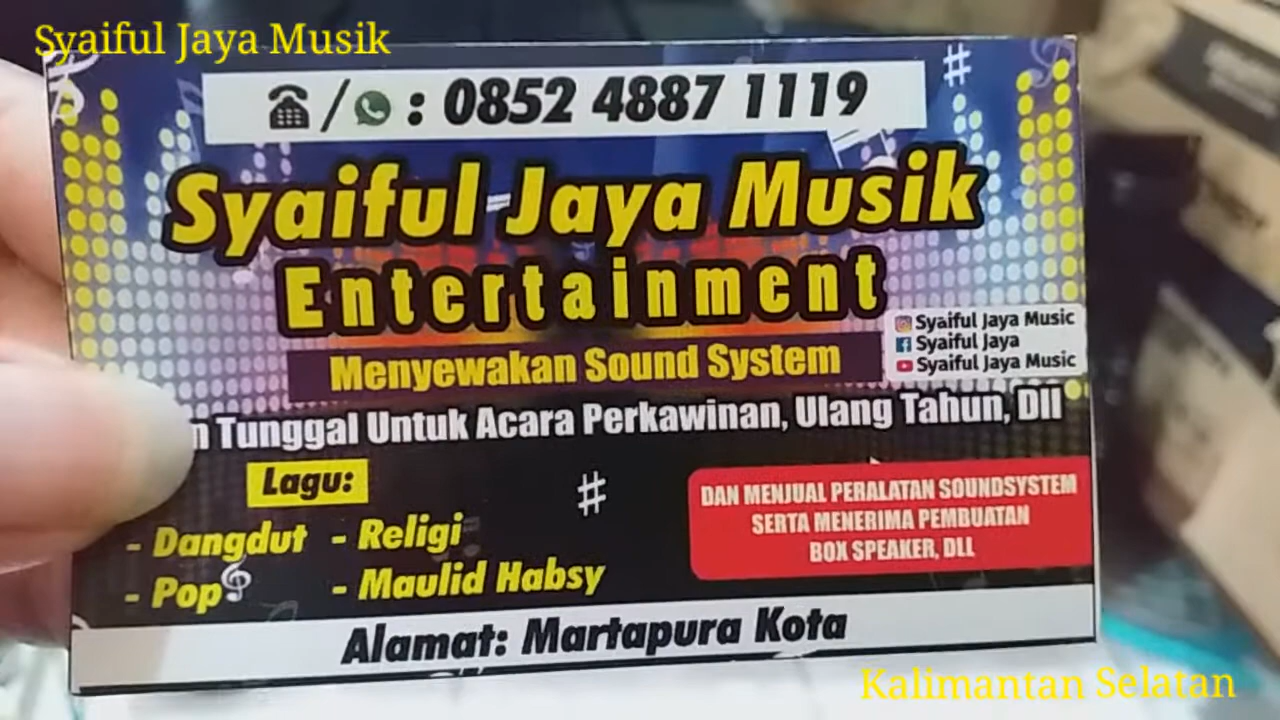 Syaiful Jaya Musik
: 0852 4887 1119
Syaiful Jaya Musik
Entertainment
Syaiful Jaya Music
Syaiful Jaya
Syaiful Jaya Music
Menyewakan Sound System
Tunggal Untuk Acara Perkawinan, Ulang Tahun, Dll
Lagu:
- Dangdut - Religi
- Pop - Maulid Habsy
DAN MENJUAL PERALATAN SOUNDSYSTEM
SERTA MENERIMA PEMBUATAN
BOX SPEAKER, DLL
Alamat: Martapura Kota
Kalimantan Selatan